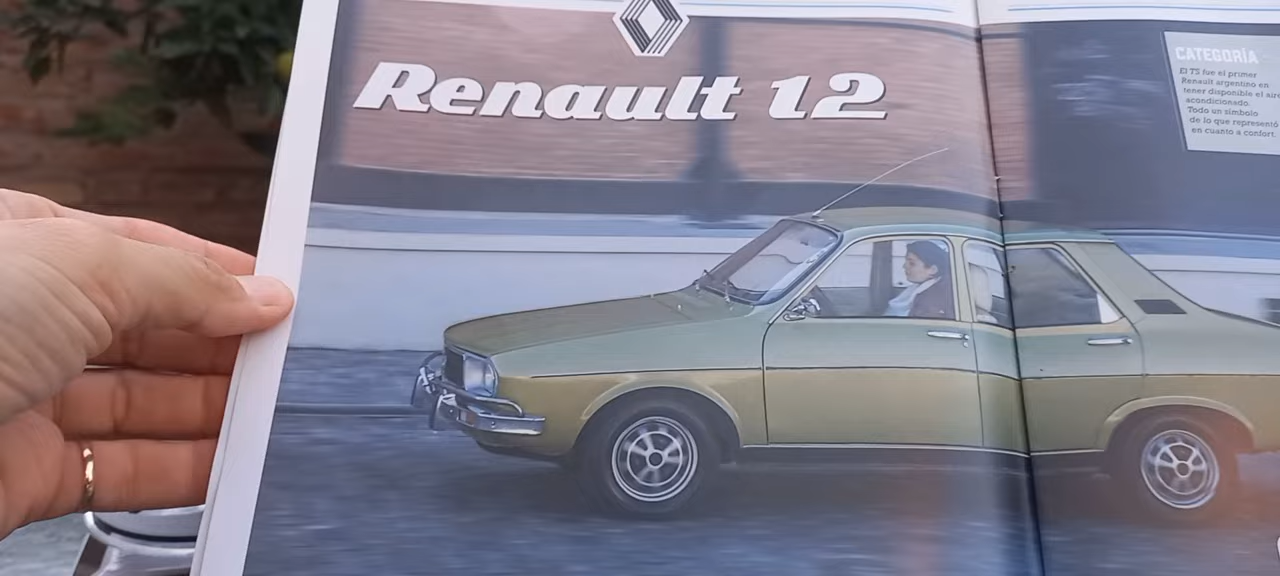 Renault 12
CATEGORÍA
El TS fue el primer
Renault argentino en
tener disponible el aire
acondicionado.
Todo un símbolo
de lo que representó
en cuanto a confort.